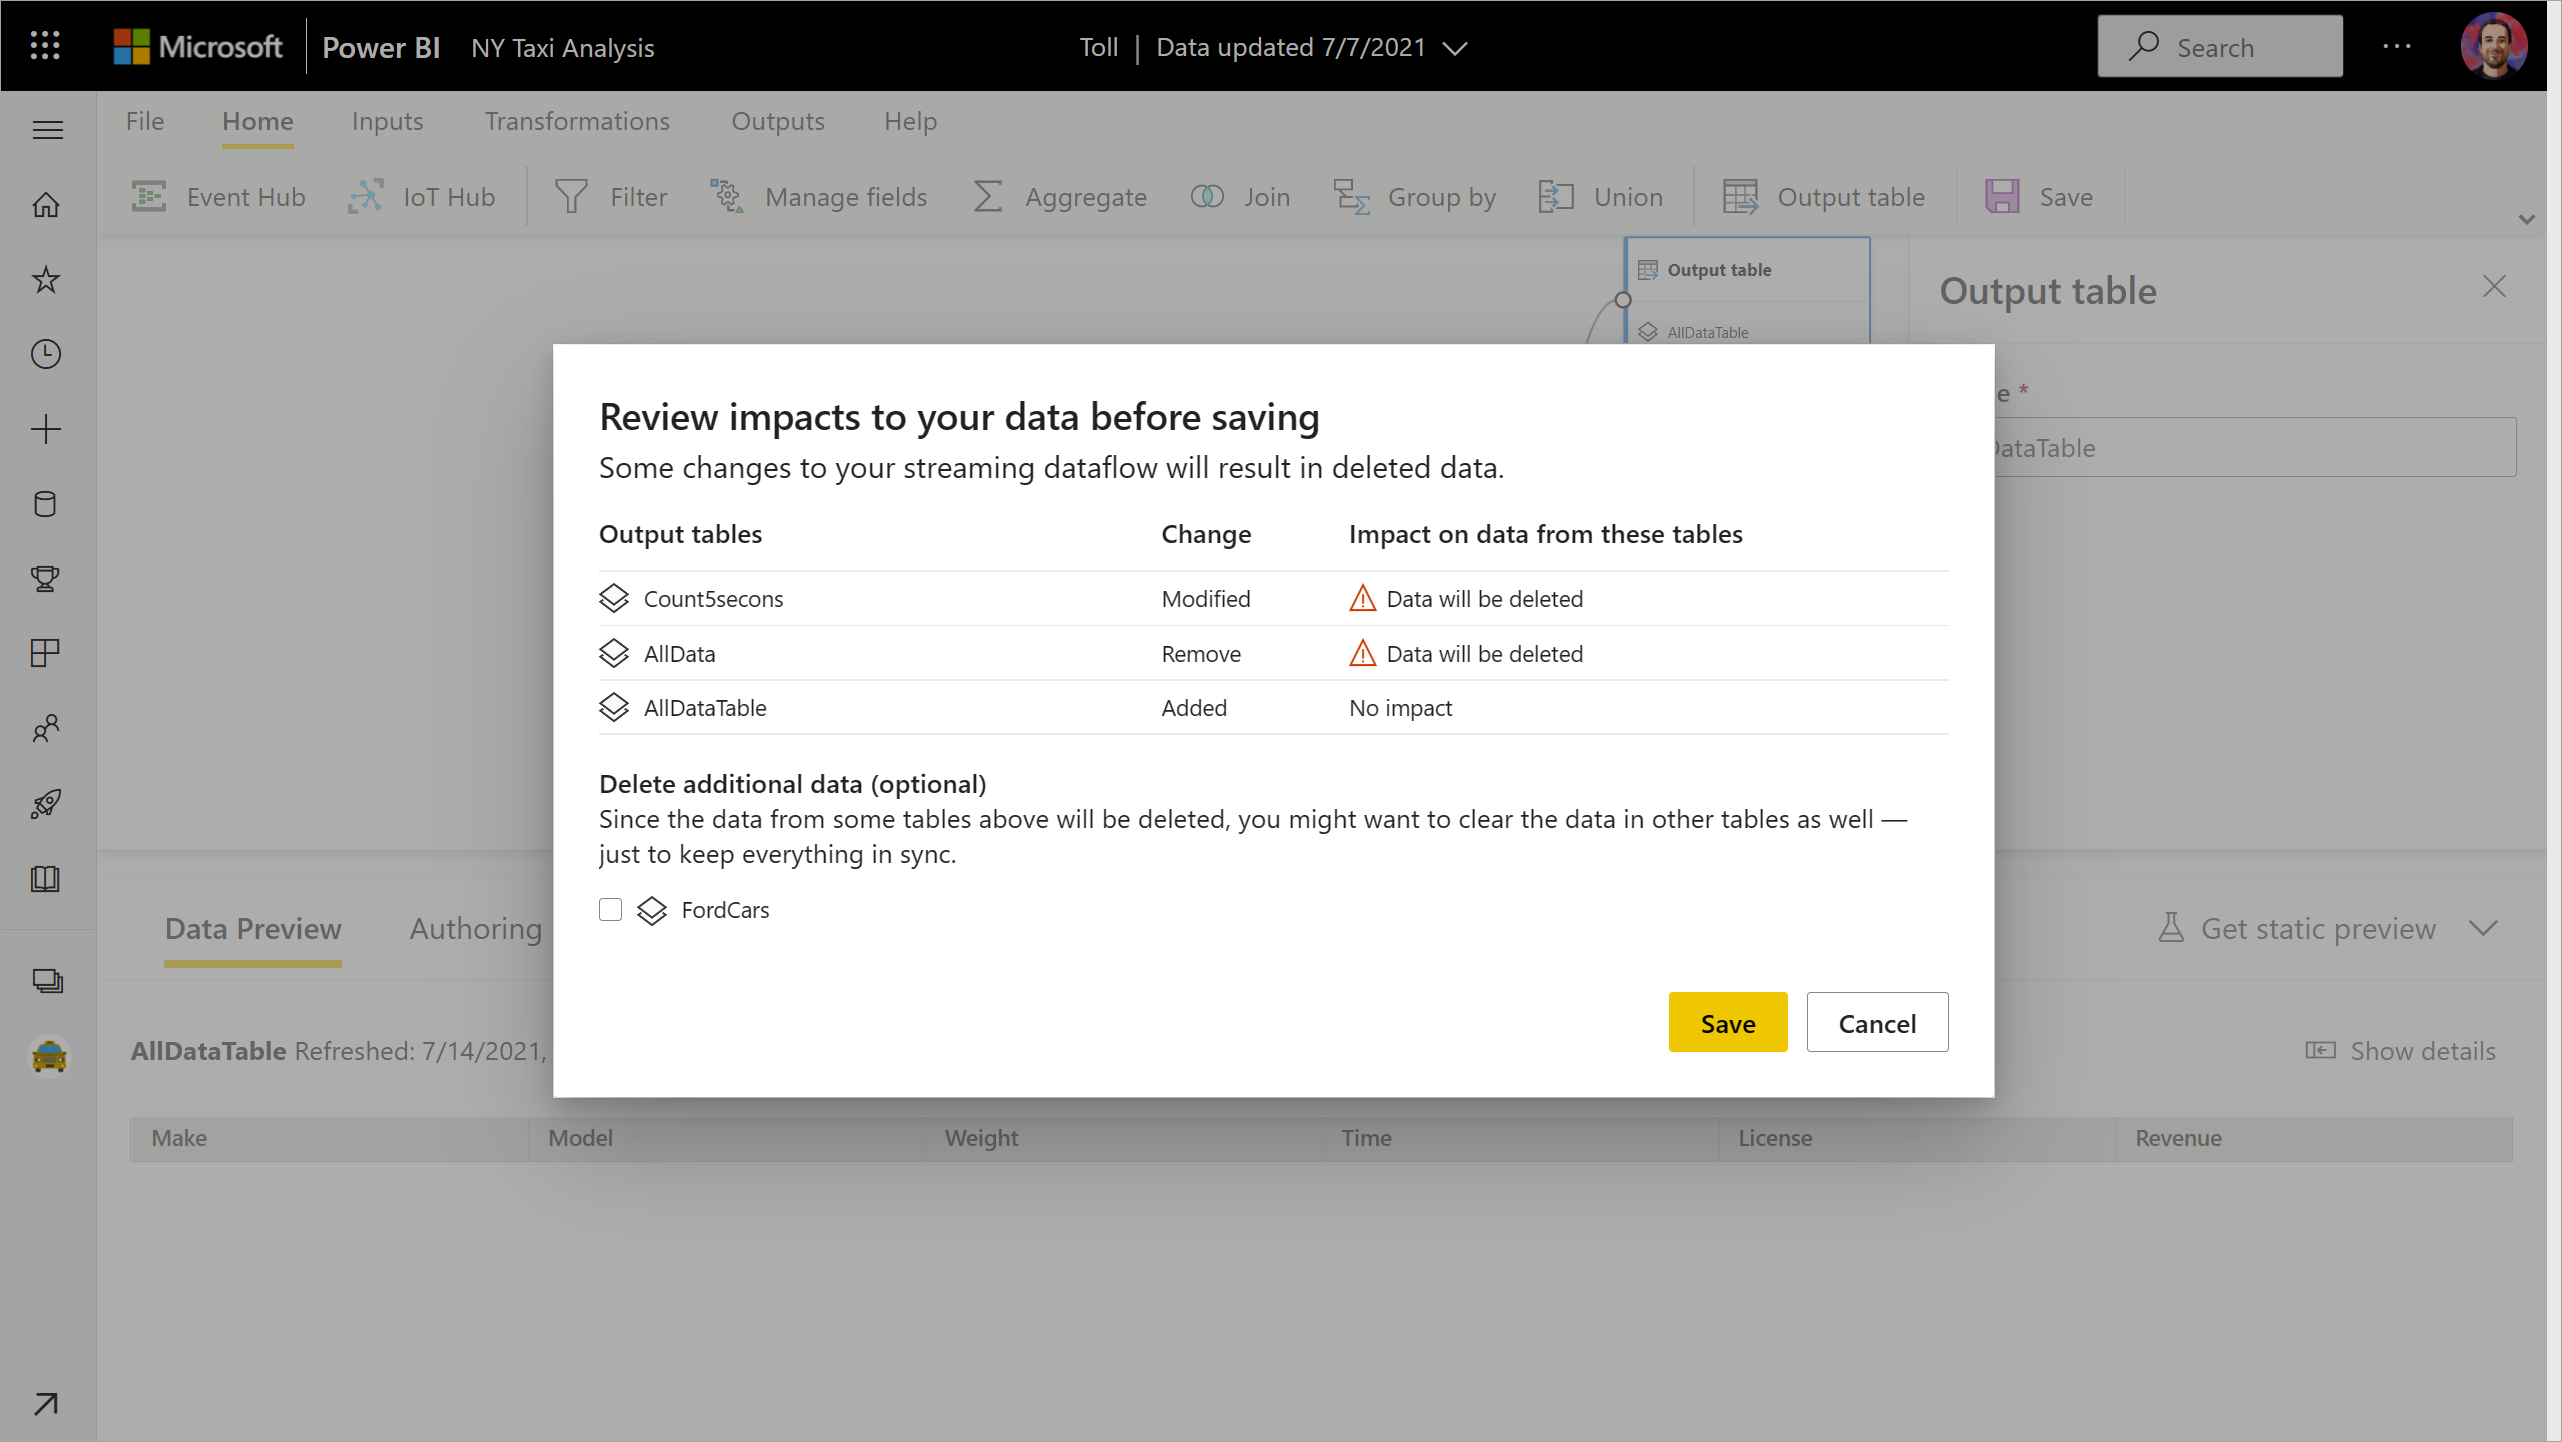 Microsoft Power BI NY Taxi Analysis Toll | Data updated 7/7/2021 Search
File Home Inputs Transformations Outputs Help
Event Hub IoT Hub Filter Manage fields Aggregate Join Group by Union Output table Save
Output table
AllDataTable
Output table
e *
DataTable
Review impacts to your data before saving
Some changes to your streaming dataflow will result in deleted data.
Output tables Change Impact on data from these tables
Count5secons Modified Data will be deleted
AllData Remove Data will be deleted
AllDataTable Added No impact
Delete additional data (optional)
Since the data from some tables above will be deleted, you might want to clear the data in other tables as well —
just to keep everything in sync.
FordCars
Save Cancel
Data Preview Authoring Get static preview
AllDataTable Refreshed: 7/14/2021, Show details
Make Model Weight Time License Revenue